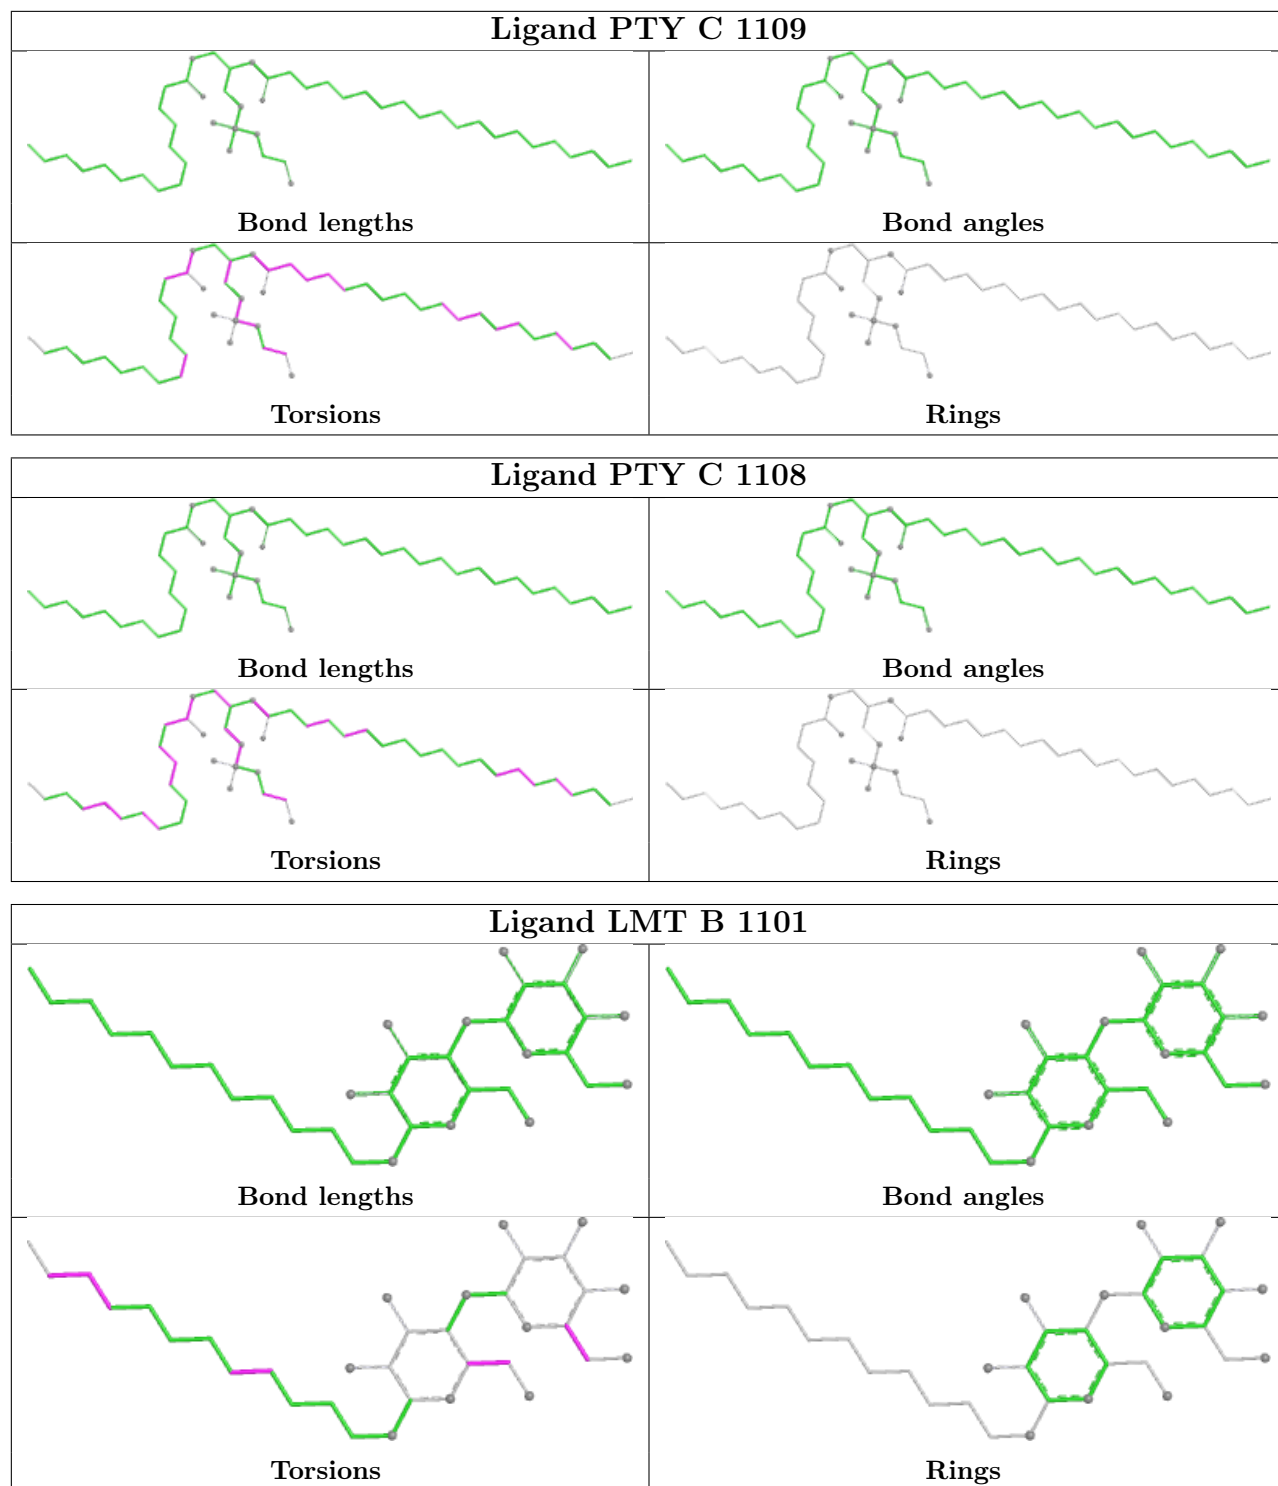 Ligand PTY C 1109
Bond lengths
Bond angles
Torsions
Rings
Ligand PTY C 1108
Bond lengths
Bond angles
Torsions
Rings
Ligand LMT B 1101
Bond lengths
Bond angles
Torsions
Rings